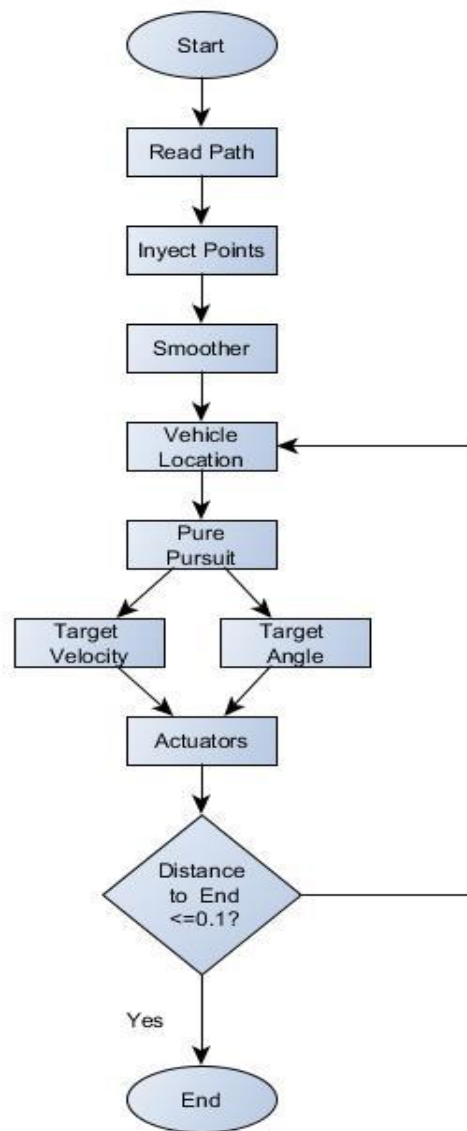 Start
Read Path
Inyect Points
Smoother
Vehicle
Location
Pure
Pursuit
Target
Velocity
Target
Angle
Actuators
Distance
to End
<=0.1?
Yes
End